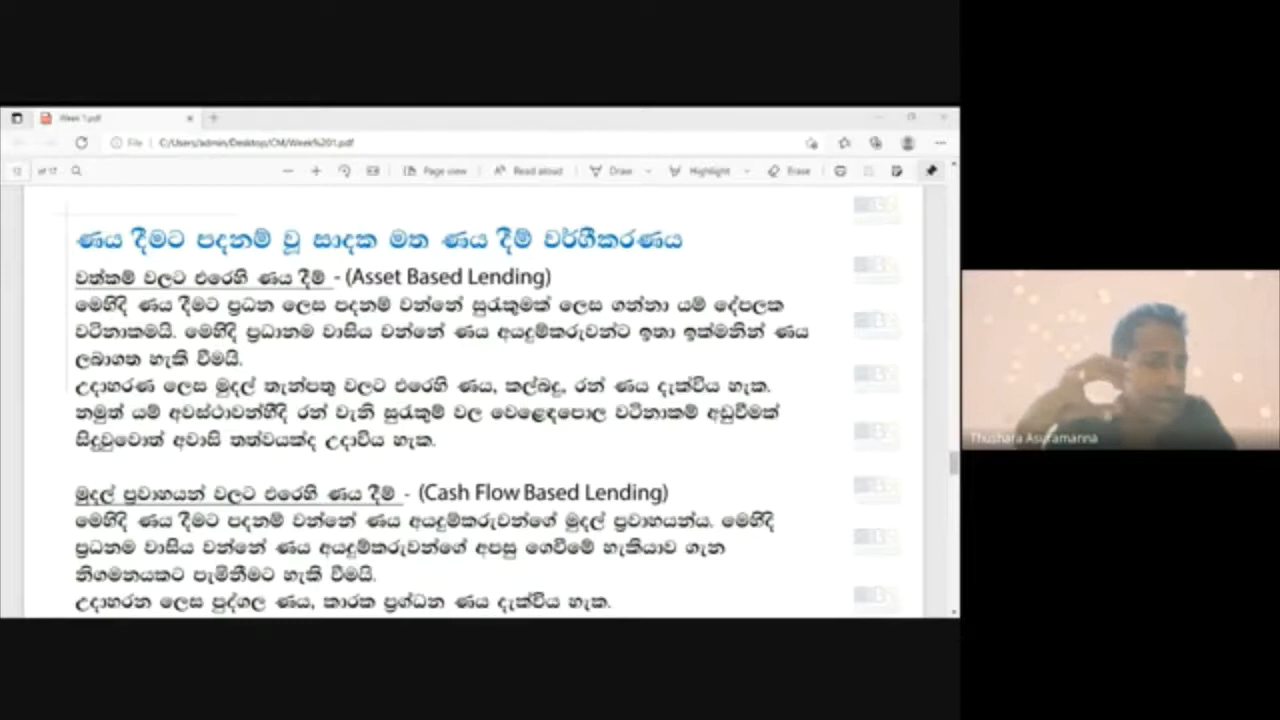 Week 1.pdf
File
C:/Users/admin/Desktop/CM/Week%201.pdf
12 of 17
Page view
Read aloud
Draw
Highlight
Erase
ණය දීමට පදනම් වූ සාදක මත ණය දීම් වර්ගීකරණය
වත්කම් වලට එරෙහි ණය දීම් - (Asset Based Lending)
මෙහිදි ණය දීමට ප්‍රධන ලෙස පදනම් වන්නේ සුරැකුමක් ලෙස ගන්නා යම් දේපලක
වටිනාකමයි. මෙහිදි ප්‍රධානම වාසිය වන්නේ ණය අයදුම්කරුවන්ට ඉතා ඉක්මනින් ණය
ලබාගත හැකි වීමයි.
උදාහරණ ලෙස මුදල් තැන්පතු වලට එරෙහි ණය, කල්බදු, රන් ණය දැක්විය හැක.
නමුත් යම් අවස්ථාවන්හීදි රන් වැනි සුරැකුම් වල වෙළෙඳපොල වටිනාකම් අඩුවීමක්
සිදුවුවොත් අවාසි තත්වයක්ද උදාවිය හැක.
මුදල් ප්‍රවාහයන් වලට එරෙහි ණය දීම් - (Cash Flow Based Lending)
මෙහිදි ණය දීමට පදනම් වන්නේ ණය අයදුම්කරුවන්ගේ මුදල් ප්‍රවාහයන්ය. මෙහිදි
ප්‍රධනම වාසිය වන්නේ ණය අයදුම්කරුවන්ගේ අපසු ගෙවීමේ හැකියාව ගැන
නිගමනයකට පැමිනීමට හැකි වීමයි.
උදාහරන ලෙස පුද්ගල ණය, කාරක ප්‍රග්ධන ණය දැක්විය හැක.
Thushara Asuramanna